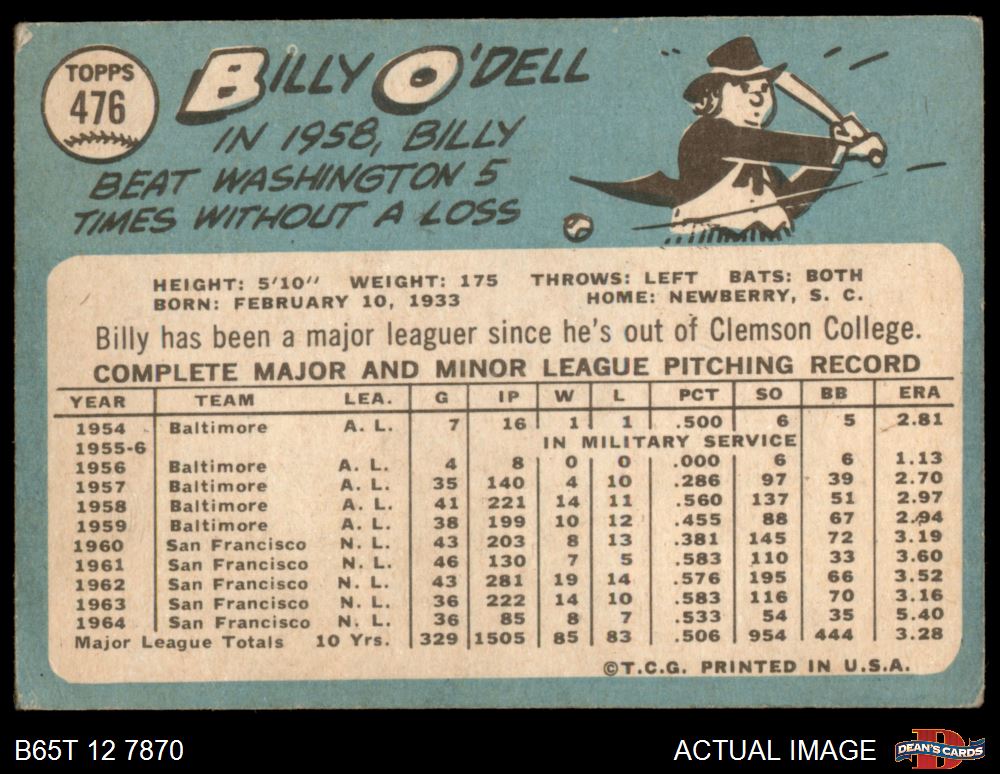 TOPPS
476
BILLY O'DELL
IN 1958, BILLY
BEAT WASHINGTON 5
TIMES WITHOUT A LOSS
HEIGHT: 5'10" WEIGHT: 175 THROWS: LEFT BATS: BOTH
BORN: FEBRUARY 10, 1933 HOME: NEWBERRY, S. C.
Billy has been a major leaguer since he's out of Clemson College.
COMPLETE MAJOR AND MINOR LEAGUE PITCHING RECORD
YEAR TEAM LEA. G IP W L PCT SO BB ERA
1954 Baltimore A. L. 7 16 1 1 .500 6 5 2.81
1955-6 IN MILITARY SERVICE
1956 Baltimore A. L. 4 8 0 0 .000 6 6 1.13
1957 Baltimore A. L. 35 140 4 10 .286 97 39 2.70
1958 Baltimore A. L. 41 221 14 11 .560 137 51 2.97
1959 Baltimore A. L. 38 199 10 12 .455 88 67 2.94
1960 San Francisco N. L. 43 203 8 13 .381 145 72 3.19
1961 San Francisco N. L. 46 130 7 5 .583 110 33 3.60
1962 San Francisco N. L. 43 281 19 14 .576 195 66 3.52
1963 San Francisco N. L. 36 222 14 10 .583 116 70 3.16
1964 San Francisco N. L. 36 85 8 7 .533 54 35 5.40
Major League Totals 10 Yrs. 329 1505 85 83 .506 954 444 3.28
©T.C.G. PRINTED IN U.S.A.
B65T 12 7870 ACTUAL IMAGE DEAN'S CARDS